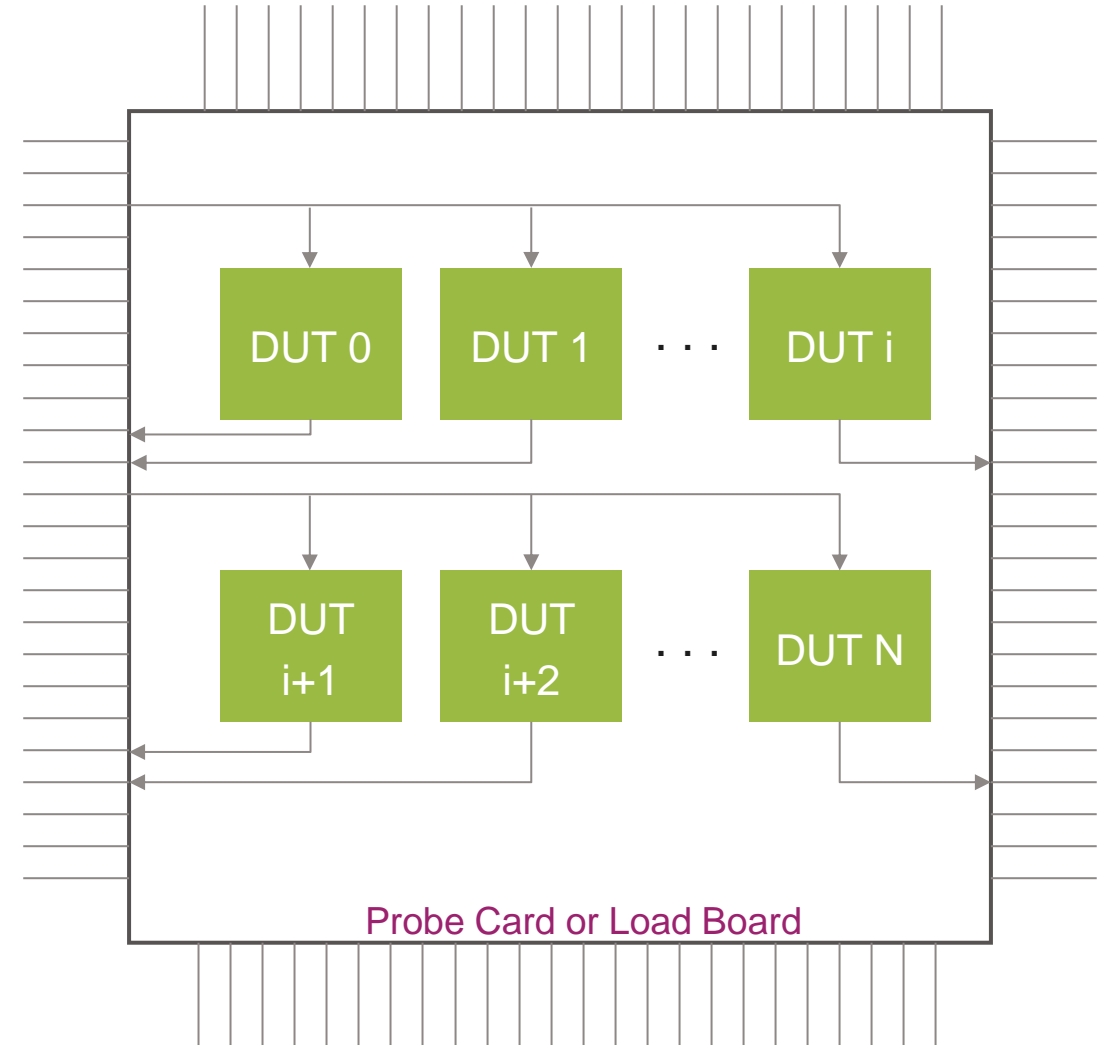 DUT 0
DUT 1
. . .
DUT i
DUT
i+1
DUT
i+2
. . .
DUT N
Probe Card or Load Board